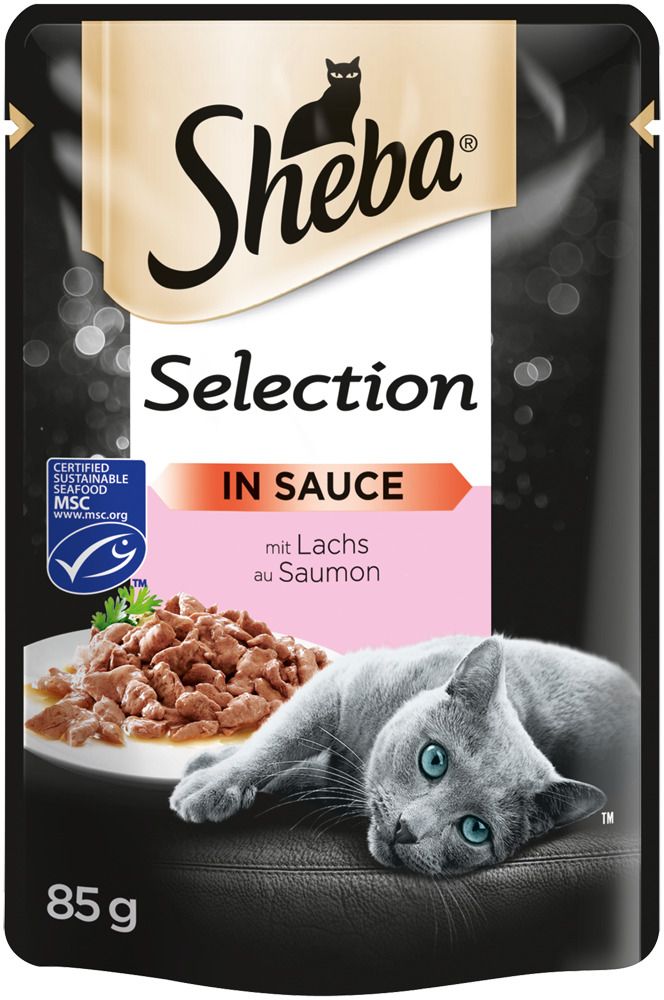 Sheba®
Selection
IN SAUCE
CERTIFIED
SUSTAINABLE
SEAFOOD
MSC
www.msc.org
TM
mit Lachs
au Saumon
TM
85 g